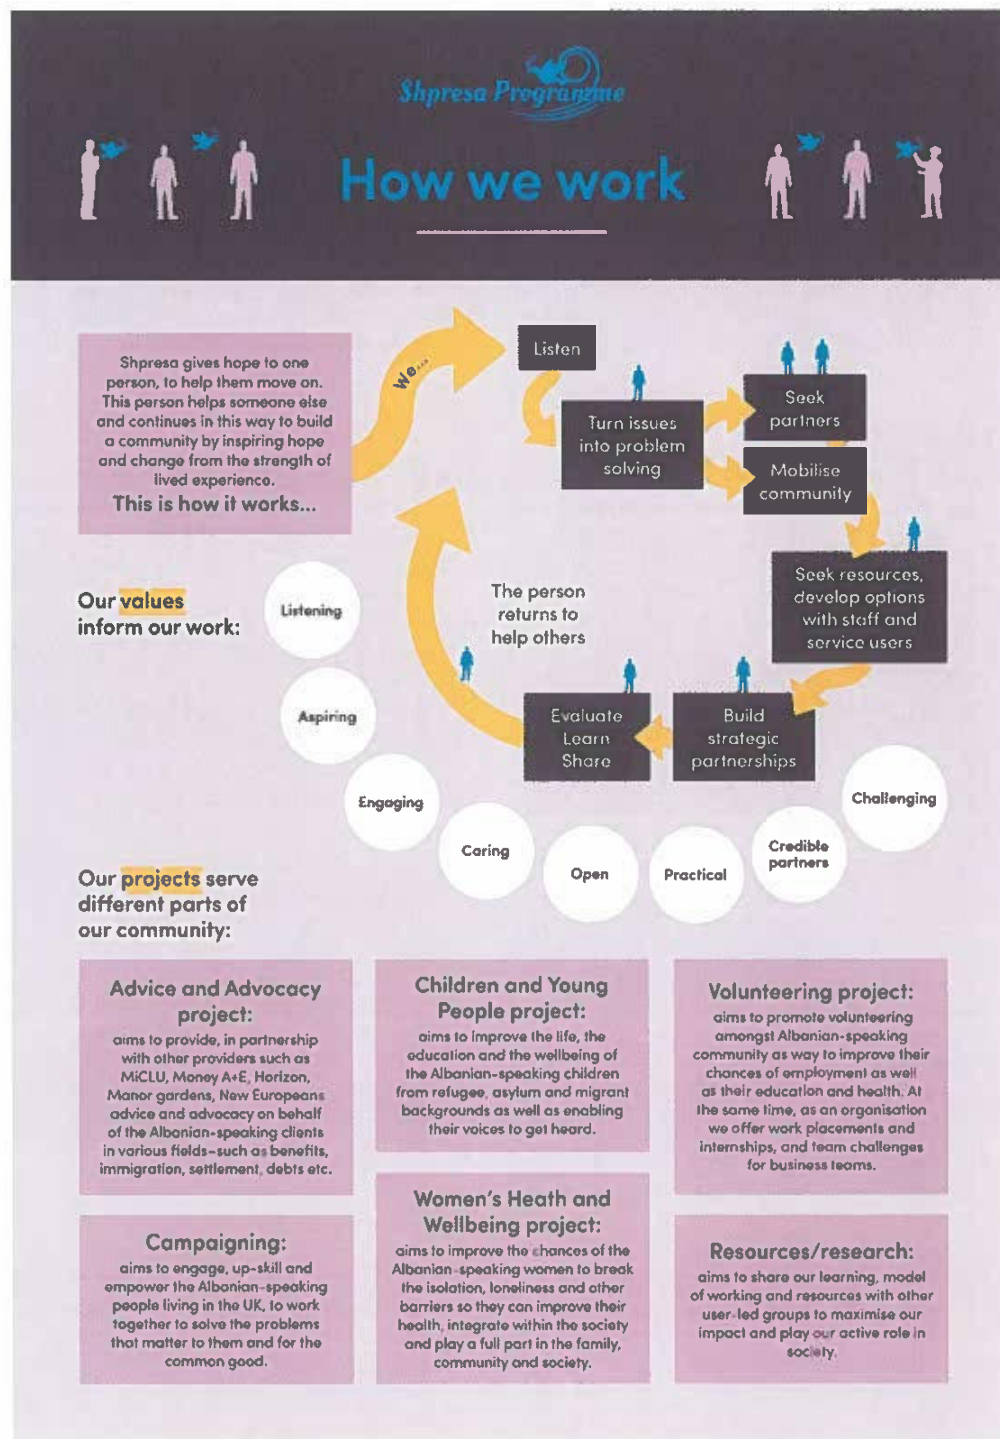 Shpresa Programme
How we work
Shpresa gives hope to one
person, to help them move on.
This person helps someone else
and continues in this way to build
a community by inspiring hope
and change from the strength of
lived experience.
This is how it works...
We...
Listen
Turn issues
into problem
solving
Seek
partners
Mobilise
community
Seek resources,
develop options
with staff and
service users
Build
strategic
partnerships
Evaluate
Learn
Share
The person
returns to
help others
Our values
inform our work:
Listening
Aspiring
Engaging
Caring
Open
Practical
Credible
partners
Challenging
Our projects serve
different parts of
our community:
Advice and Advocacy
project:
aims to provide, in partnership
with other providers such as
MiCLU, Money A+E, Horizon,
Manor gardens, New Europeans
advice and advocacy on behalf
of the Albanian-speaking clients
in various fields-such as benefits,
immigration, settlement, debts etc.
Children and Young
People project:
aims to improve the life, the
education and the wellbeing of
the Albanian-speaking children
from refugee, asylum and migrant
backgrounds as well as enabling
their voices to get heard.
Volunteering project:
aims to promote volunteering
amongst Albanian-speaking
community as way to improve their
chances of employment as well
as their education and health. At
the same time, as an organisation
we offer work placements and
internships, and team challenges
for business teams.
Campaigning:
aims to engage, up-skill and
empower the Albanian-speaking
people living in the UK, to work
together to solve the problems
that matter to them and for the
common good.
Women's Heath and
Wellbeing project:
aims to improve the chances of the
Albanian-speaking women to break
the isolation, loneliness and other
barriers so they can improve their
health, integrate within the society
and play a full part in the family,
community and society.
Resources/research:
aims to share our learning, model
of working and resources with other
user-led groups to maximise our
impact and play our active role in
society.